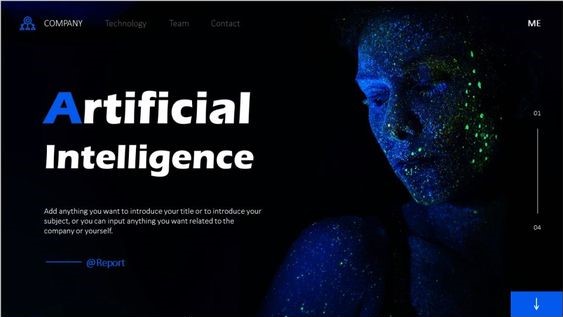 COMPANY Technology Team Contact ME
Artificial
Intelligence
01
Add anything you want to introduce your title or to introduce your
subject, or you can input anything you want related to the
company or yourself.
04
@Report